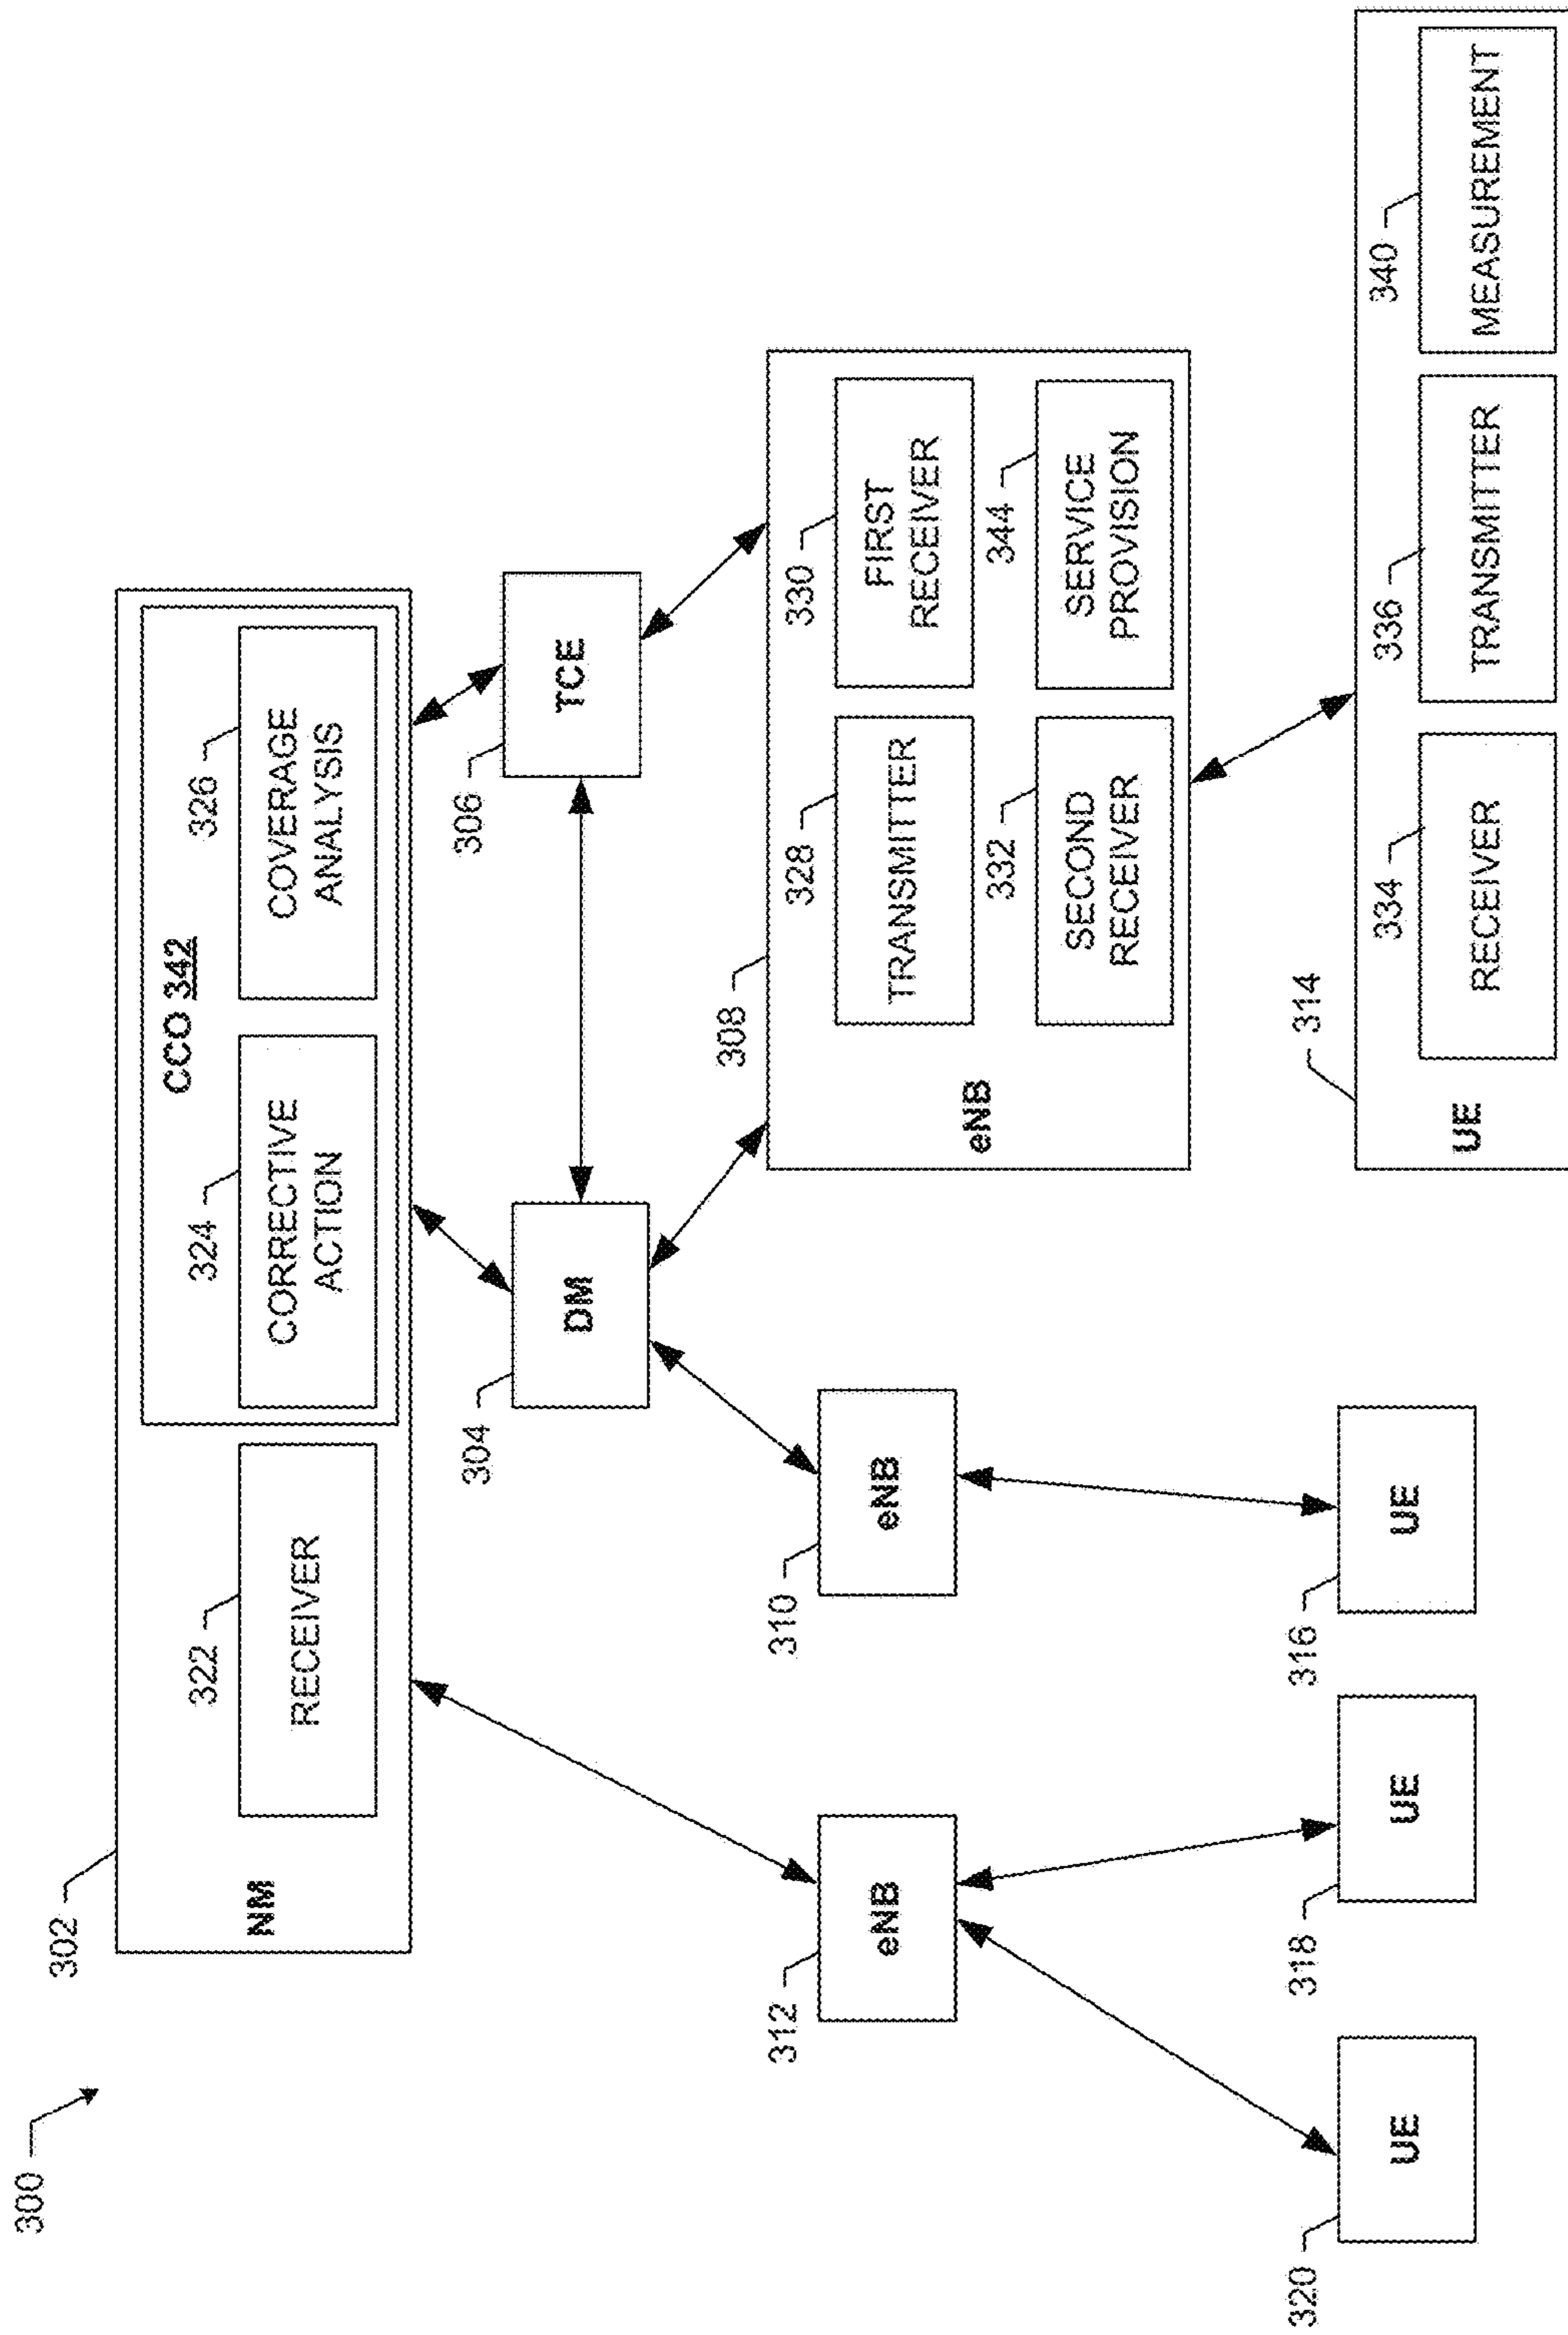 300
302
NM
322
RECEIVER
CCO 342
324
CORRECTIVE
ACTION
326
COVERAGE
ANALYSIS
304
DM
306
TCE
312
eNB
310
eNB
308
eNB
328
TRANSMITTER
330
FIRST
RECEIVER
332
SECOND
RECEIVER
344
SERVICE
PROVISION
320
UE
318
UE
316
UE
314
UE
334
RECEIVER
336
TRANSMITTER
340
MEASUREMENT